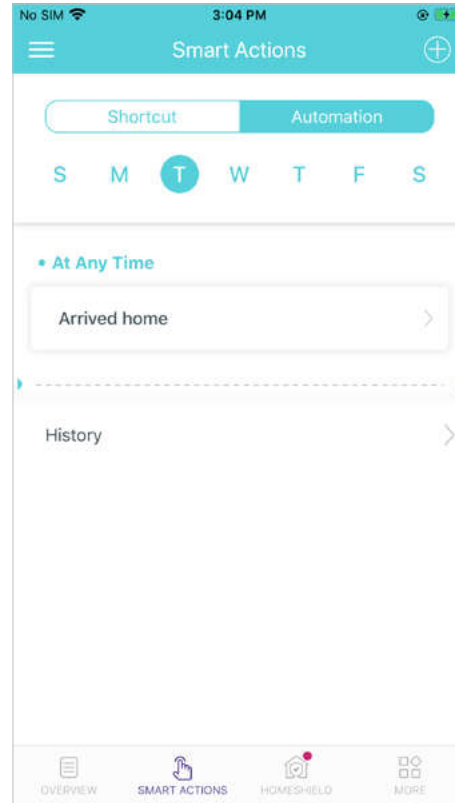 No SIM 3:04 PM
Smart Actions
Shortcut Automation
S M T W T F S
• At Any Time
Arrived home
History
OVERVIEW SMART ACTIONS HOMESHIELD MORE